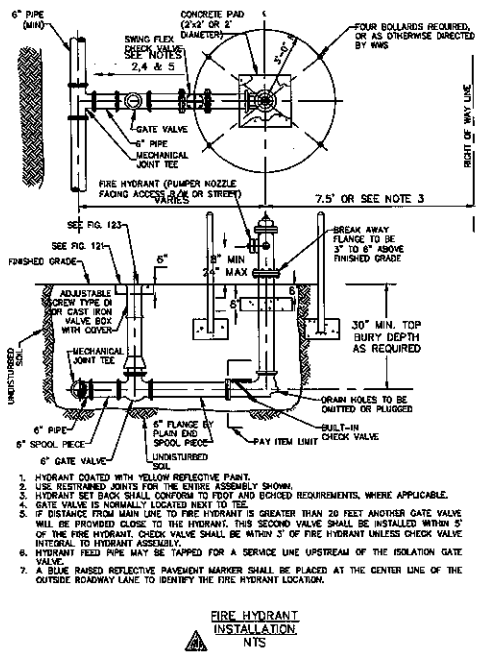 6" PIPE
(MIN)
CONCRETE PAD
(2'x2' OR 2'
DIAMETER)
SWING FLEX
CHECK VALVE
SEE NOTES
2,4 & 5
3'-0"
FOUR BOLLARDS REQUIRED,
OR AS OTHERWISE DIRECTED
BY WWS
RIGHT OF WAY LINE
GATE VALVE
6" PIPE
MECHANICAL
JOINT TEE
FIRE HYDRANT (PUMPER NOZZLE
FACING ACCESS R/W OR STREET)
VARIES
7.5' OR SEE NOTE 3
SEE FIG. 123
SEE FIG. 121
6"
8" MIN
24" MAX
BREAK AWAY
FLANGE TO BE
3" TO 6" ABOVE
FINISHED GRADE
FINISHED GRADE
6"
6"
ADJUSTABLE
SCREW TYPE DI
OR CAST IRON
VALVE BOX
WITH COVER
30" MIN. TOP
BURY DEPTH
AS REQUIRED
UNDISTURBED
SOIL
MECHANICAL
JOINT TEE
DRAIN HOLES TO BE
OMITTED OR PLUGGED
6" PIPE
6" SPOOL PIECE
6" FLANGE BY
PLAIN END
SPOOL PIECE
BUILT-IN
CHECK VALVE
PAY ITEM LIMIT
6" GATE VALVE
UNDISTURBED
SOIL
1. HYDRANT COATED WITH YELLOW REFLECTIVE PAINT.
2. USE RESTRAINED JOINTS FOR THE ENTIRE ASSEMBLY SHOWN.
3. HYDRANT SET BACK SHALL CONFORM TO FDOT AND BCHCED REQUIREMENTS, WHERE APPLICABLE.
4. GATE VALVE IS NORMALLY LOCATED NEXT TO TEE.
5. IF DISTANCE FROM MAIN LINE TO FIRE HYDRANT IS GREATER THAN 20 FEET ANOTHER GATE VALVE
WILL BE PROVIDED CLOSE TO THE HYDRANT. THIS SECOND VALVE SHALL BE INSTALLED WITHIN 5'
OF THE FIRE HYDRANT. CHECK VALVE SHALL BE WITHIN 3' OF FIRE HYDRANT UNLESS CHECK VALVE
INTEGRAL TO HYDRANT ASSEMBLY.
6. HYDRANT FEED PIPE MAY BE TAPPED FOR A SERVICE LINE UPSTREAM OF THE ISOLATION GATE
VALVE.
7. A BLUE RAISED REFLECTIVE PAVEMENT MARKER SHALL BE PLACED AT THE CENTER LINE OF THE
OUTSIDE ROADWAY LANE TO IDENTIFY THE FIRE HYDRANT LOCATION.
FIRE HYDRANT
INSTALLATION
NTS